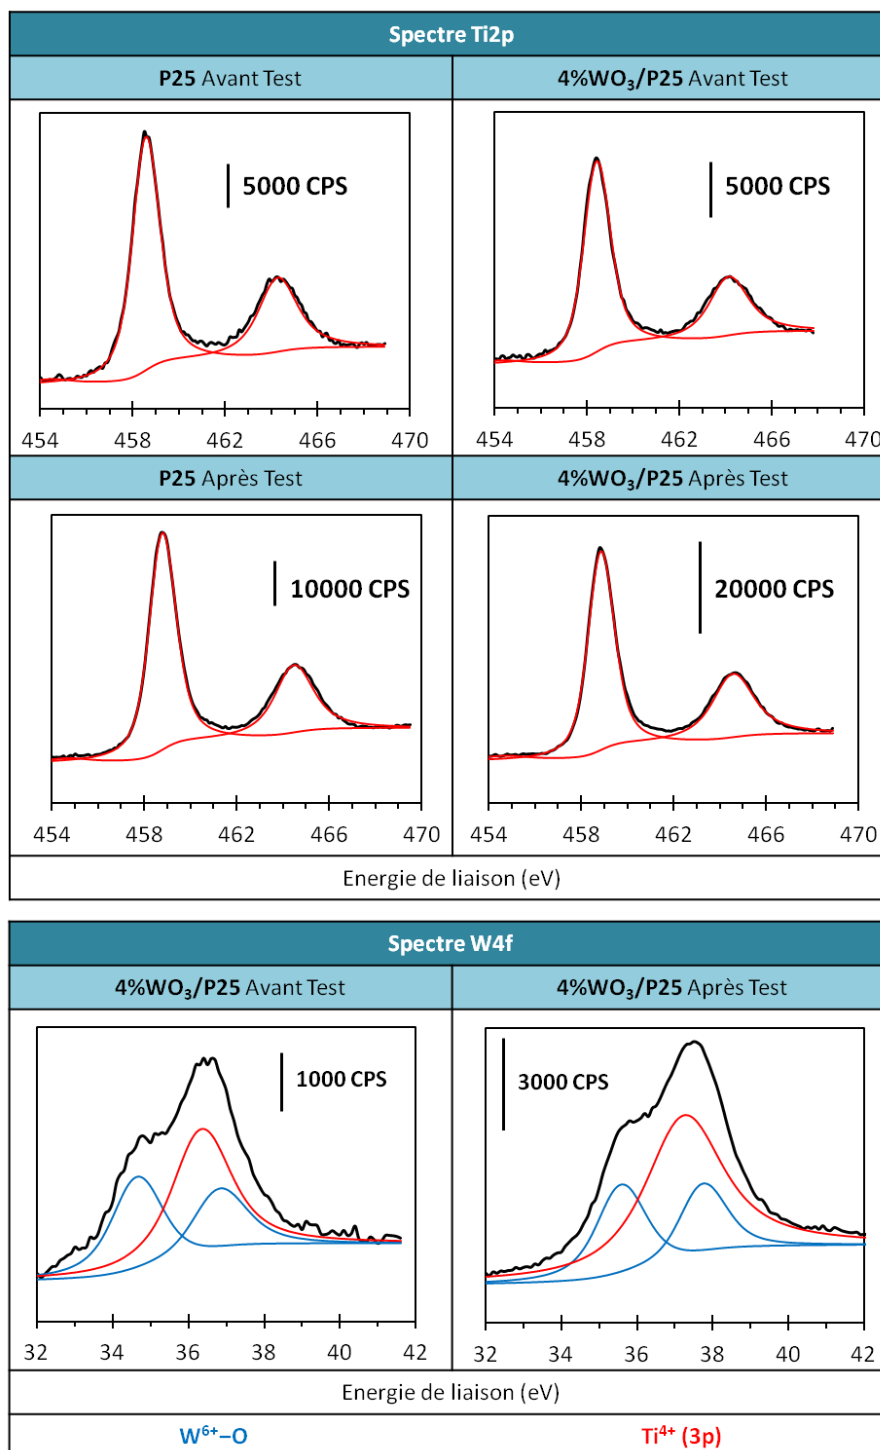 Spectre Ti2p
P25 Avant Test
4%WO₃/P25 Avant Test
5000 CPS
5000 CPS
454 458 462 466 470
454 458 462 466 470
P25 Après Test
4%WO₃/P25 Après Test
10000 CPS
20000 CPS
454 458 462 466 470
454 458 462 466 470
Energie de liaison (eV)
Spectre W4f
4%WO₃/P25 Avant Test
4%WO₃/P25 Après Test
1000 CPS
3000 CPS
32 34 36 38 40 42
32 34 36 38 40 42
Energie de liaison (eV)
W⁶⁺–O
Ti⁴⁺ (3p)